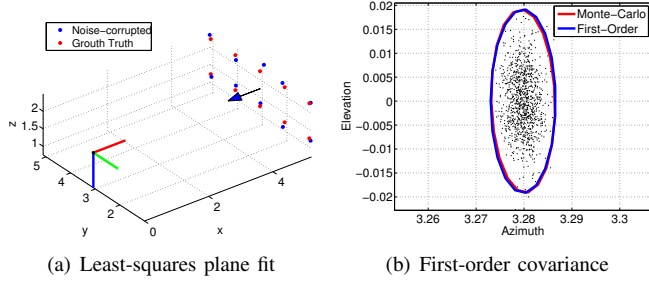 Noise-corrupted
Grouth Truth
2
1.5
1
z
5
4
3
2
y
0
2
4
x
(a) Least-squares plane fit
0.02
0.015
0.01
0.005
0
−0.005
−0.01
−0.015
−0.02
Elevation
Monte-Carlo
First-Order
3.26
3.27
3.28
3.29
3.3
Azimuth
(b) First-order covariance